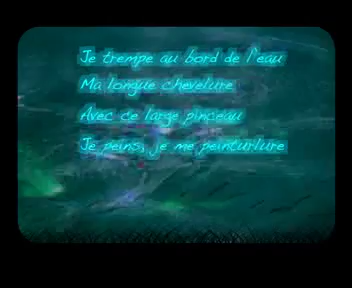 Je trempe au bord de l'eau
Ma longue chevelure
Avec ce large pinceau
Je peins, je me peinturlure